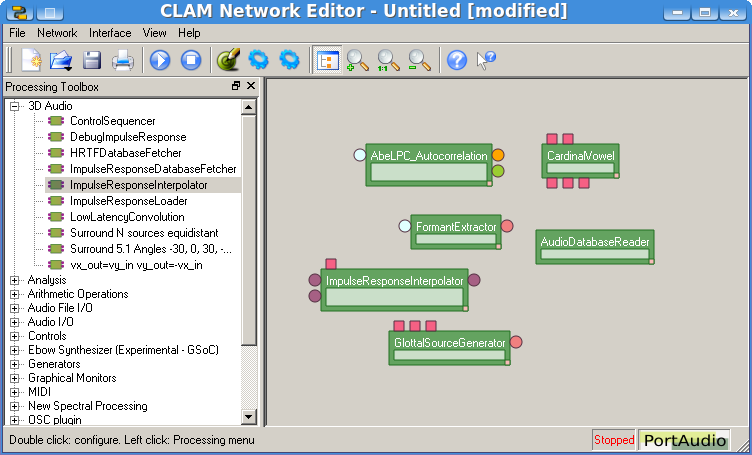 CLAM Network Editor - Untitled [modified]
File Network Interface View Help
Processing Toolbox
3D Audio
ControlSequencer
DebugImpulseResponse
HRTFDatabaseFetcher
ImpulseResponseDatabaseFetcher
ImpulseResponseInterpolator
ImpulseResponseLoader
LowLatencyConvolution
Surround N sources equidistant
Surround 5.1 Angles -30, 0, 30, -...
vx_out=vy_in vy_out=-vx_in
Analysis
Arithmetic Operations
Audio File I/O
Audio I/O
Controls
Ebow Synthesizer (Experimental - GSoC)
Generators
Graphical Monitors
MIDI
New Spectral Processing
OSC plugin
1:1
AbeLPC_Autocorrelation
CardinalVowel
FormantExtractor
AudioDatabaseReader
ImpulseResponseInterpolator
GlottalSourceGenerator
Double click: configure. Left click: Processing menu
Stopped
PortAudio